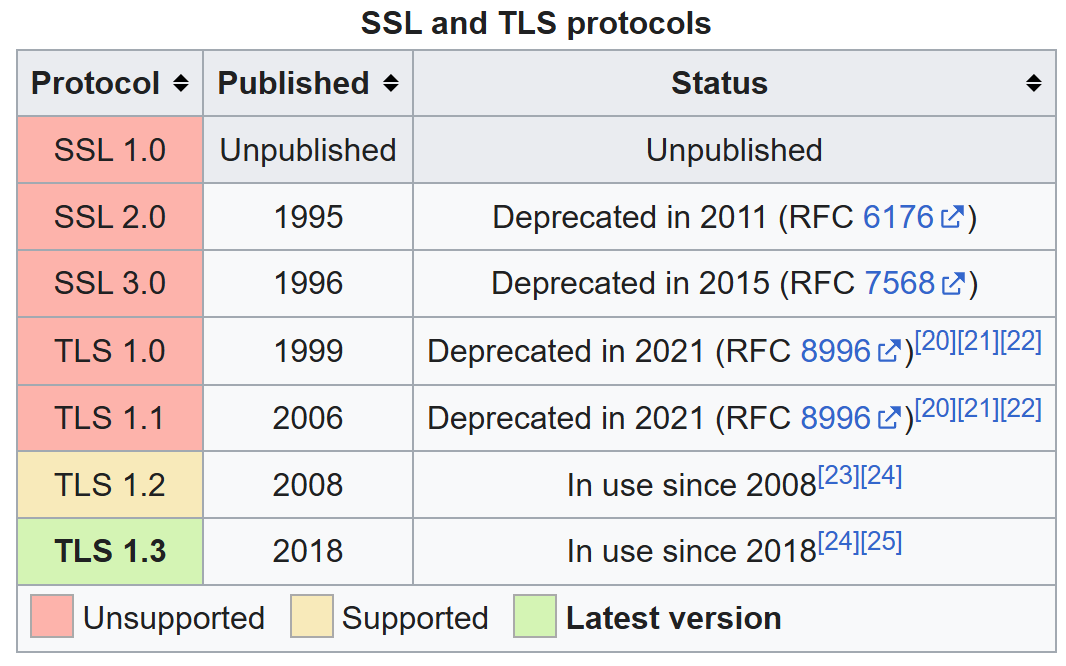 SSL and TLS protocols
Protocol Published Status
SSL 1.0 Unpublished Unpublished
SSL 2.0 1995 Deprecated in 2011 (RFC 6176)
SSL 3.0 1996 Deprecated in 2015 (RFC 7568)
TLS 1.0 1999 Deprecated in 2021 (RFC 8996)[20][21][22]
TLS 1.1 2006 Deprecated in 2021 (RFC 8996)[20][21][22]
TLS 1.2 2008 In use since 2008[23][24]
TLS 1.3 2018 In use since 2018[24][25]
Unsupported Supported Latest version